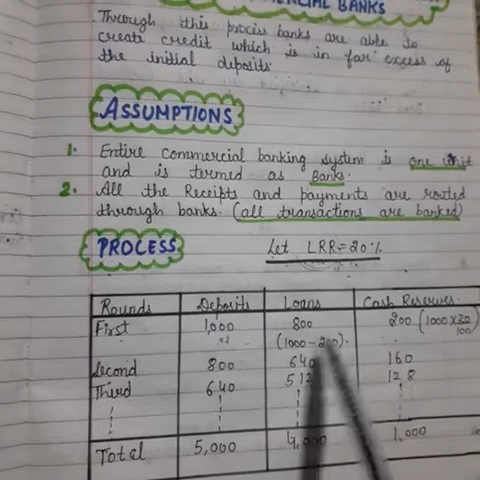 COMMERCIAL BANKS
Through this process banks are able to
create credit which is in far excess of
the initial deposits
ASSUMPTIONS
1. Entire commercial banking system is one unit
and is termed as Banks.
2. All the Receipts and payments are routed
through banks. (all transactions are banked)
PROCESS Let LRR=20%
Rounds Deposits Loans Cash Reserves
First 1,000 800 200 (1000×20/100)
(1000-200).
Second 800 640 160
Third 640 512 128
Total 5,000 4,000 1,000